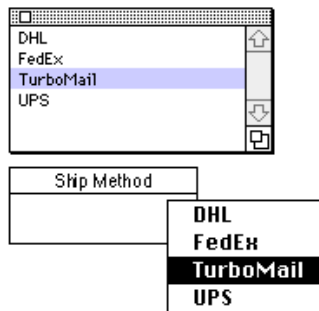 DHL
FedEx
TurboMail
UPS
Ship Method
DHL
FedEx
TurboMail
UPS